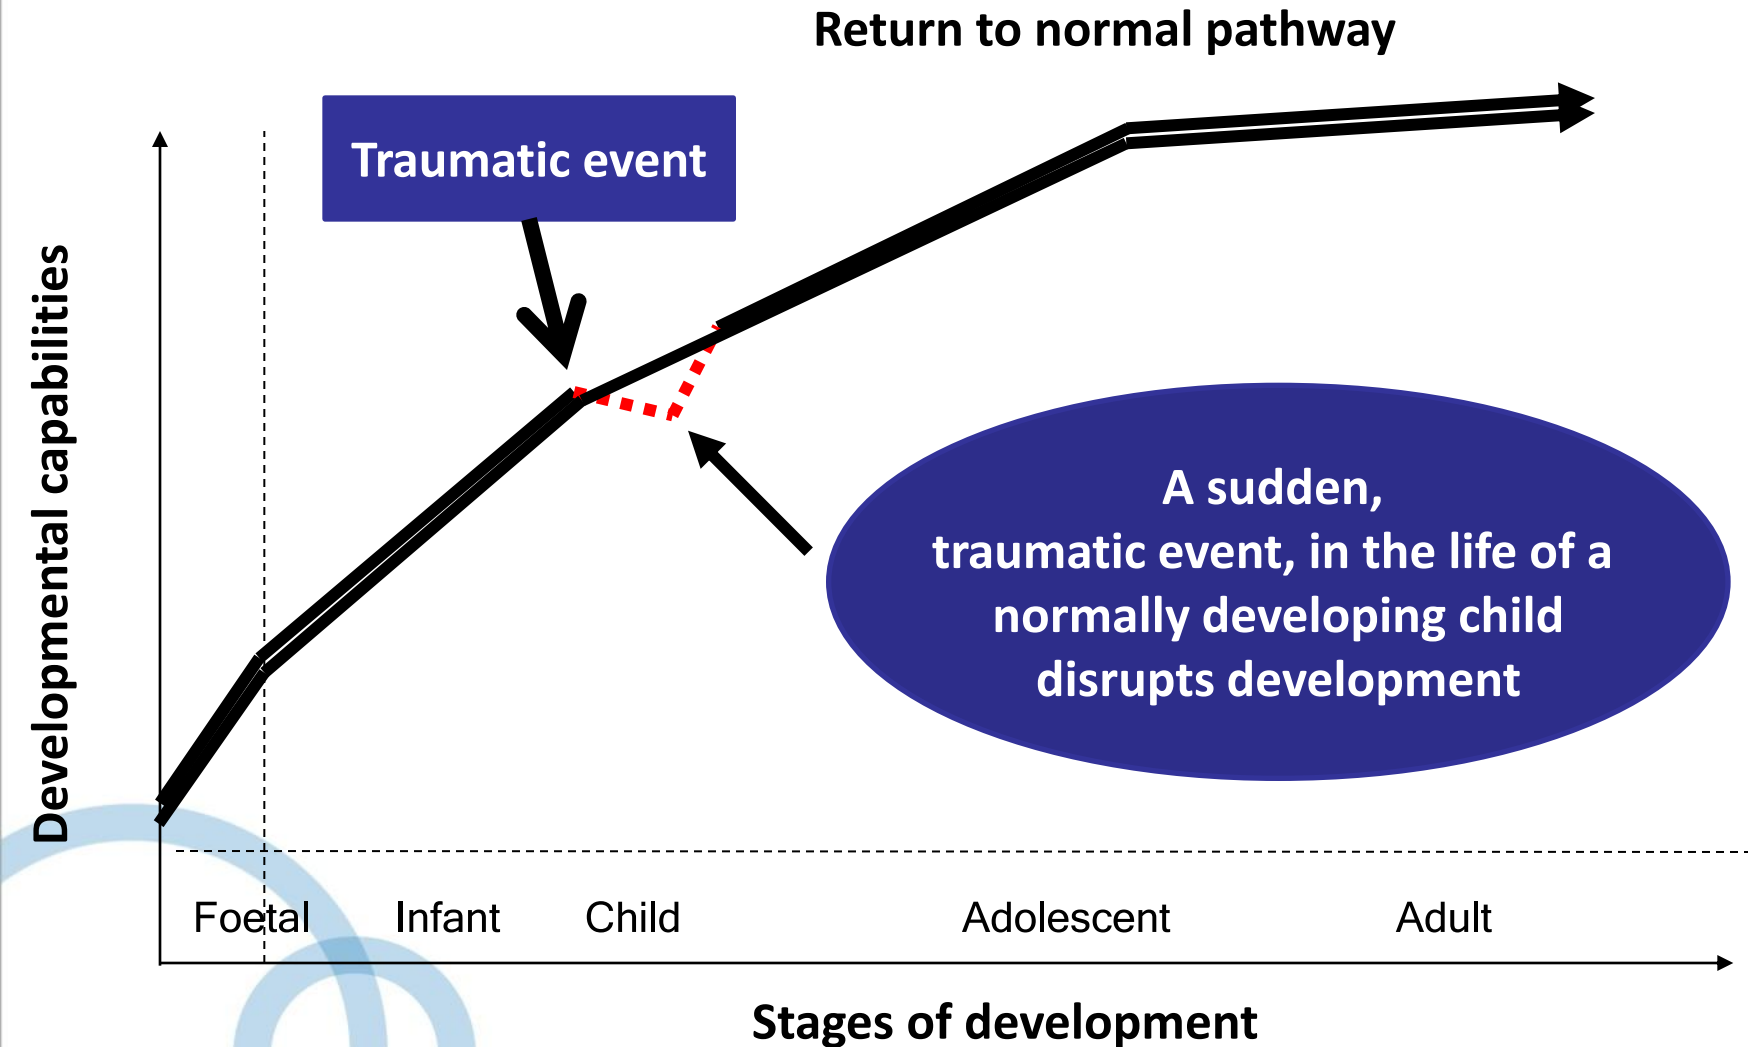 Return to normal pathway
Traumatic event
Developmental capabilities
A sudden,
traumatic event, in the life of a
normally developing child
disrupts development
Foetal Infant Child Adolescent Adult
Stages of development